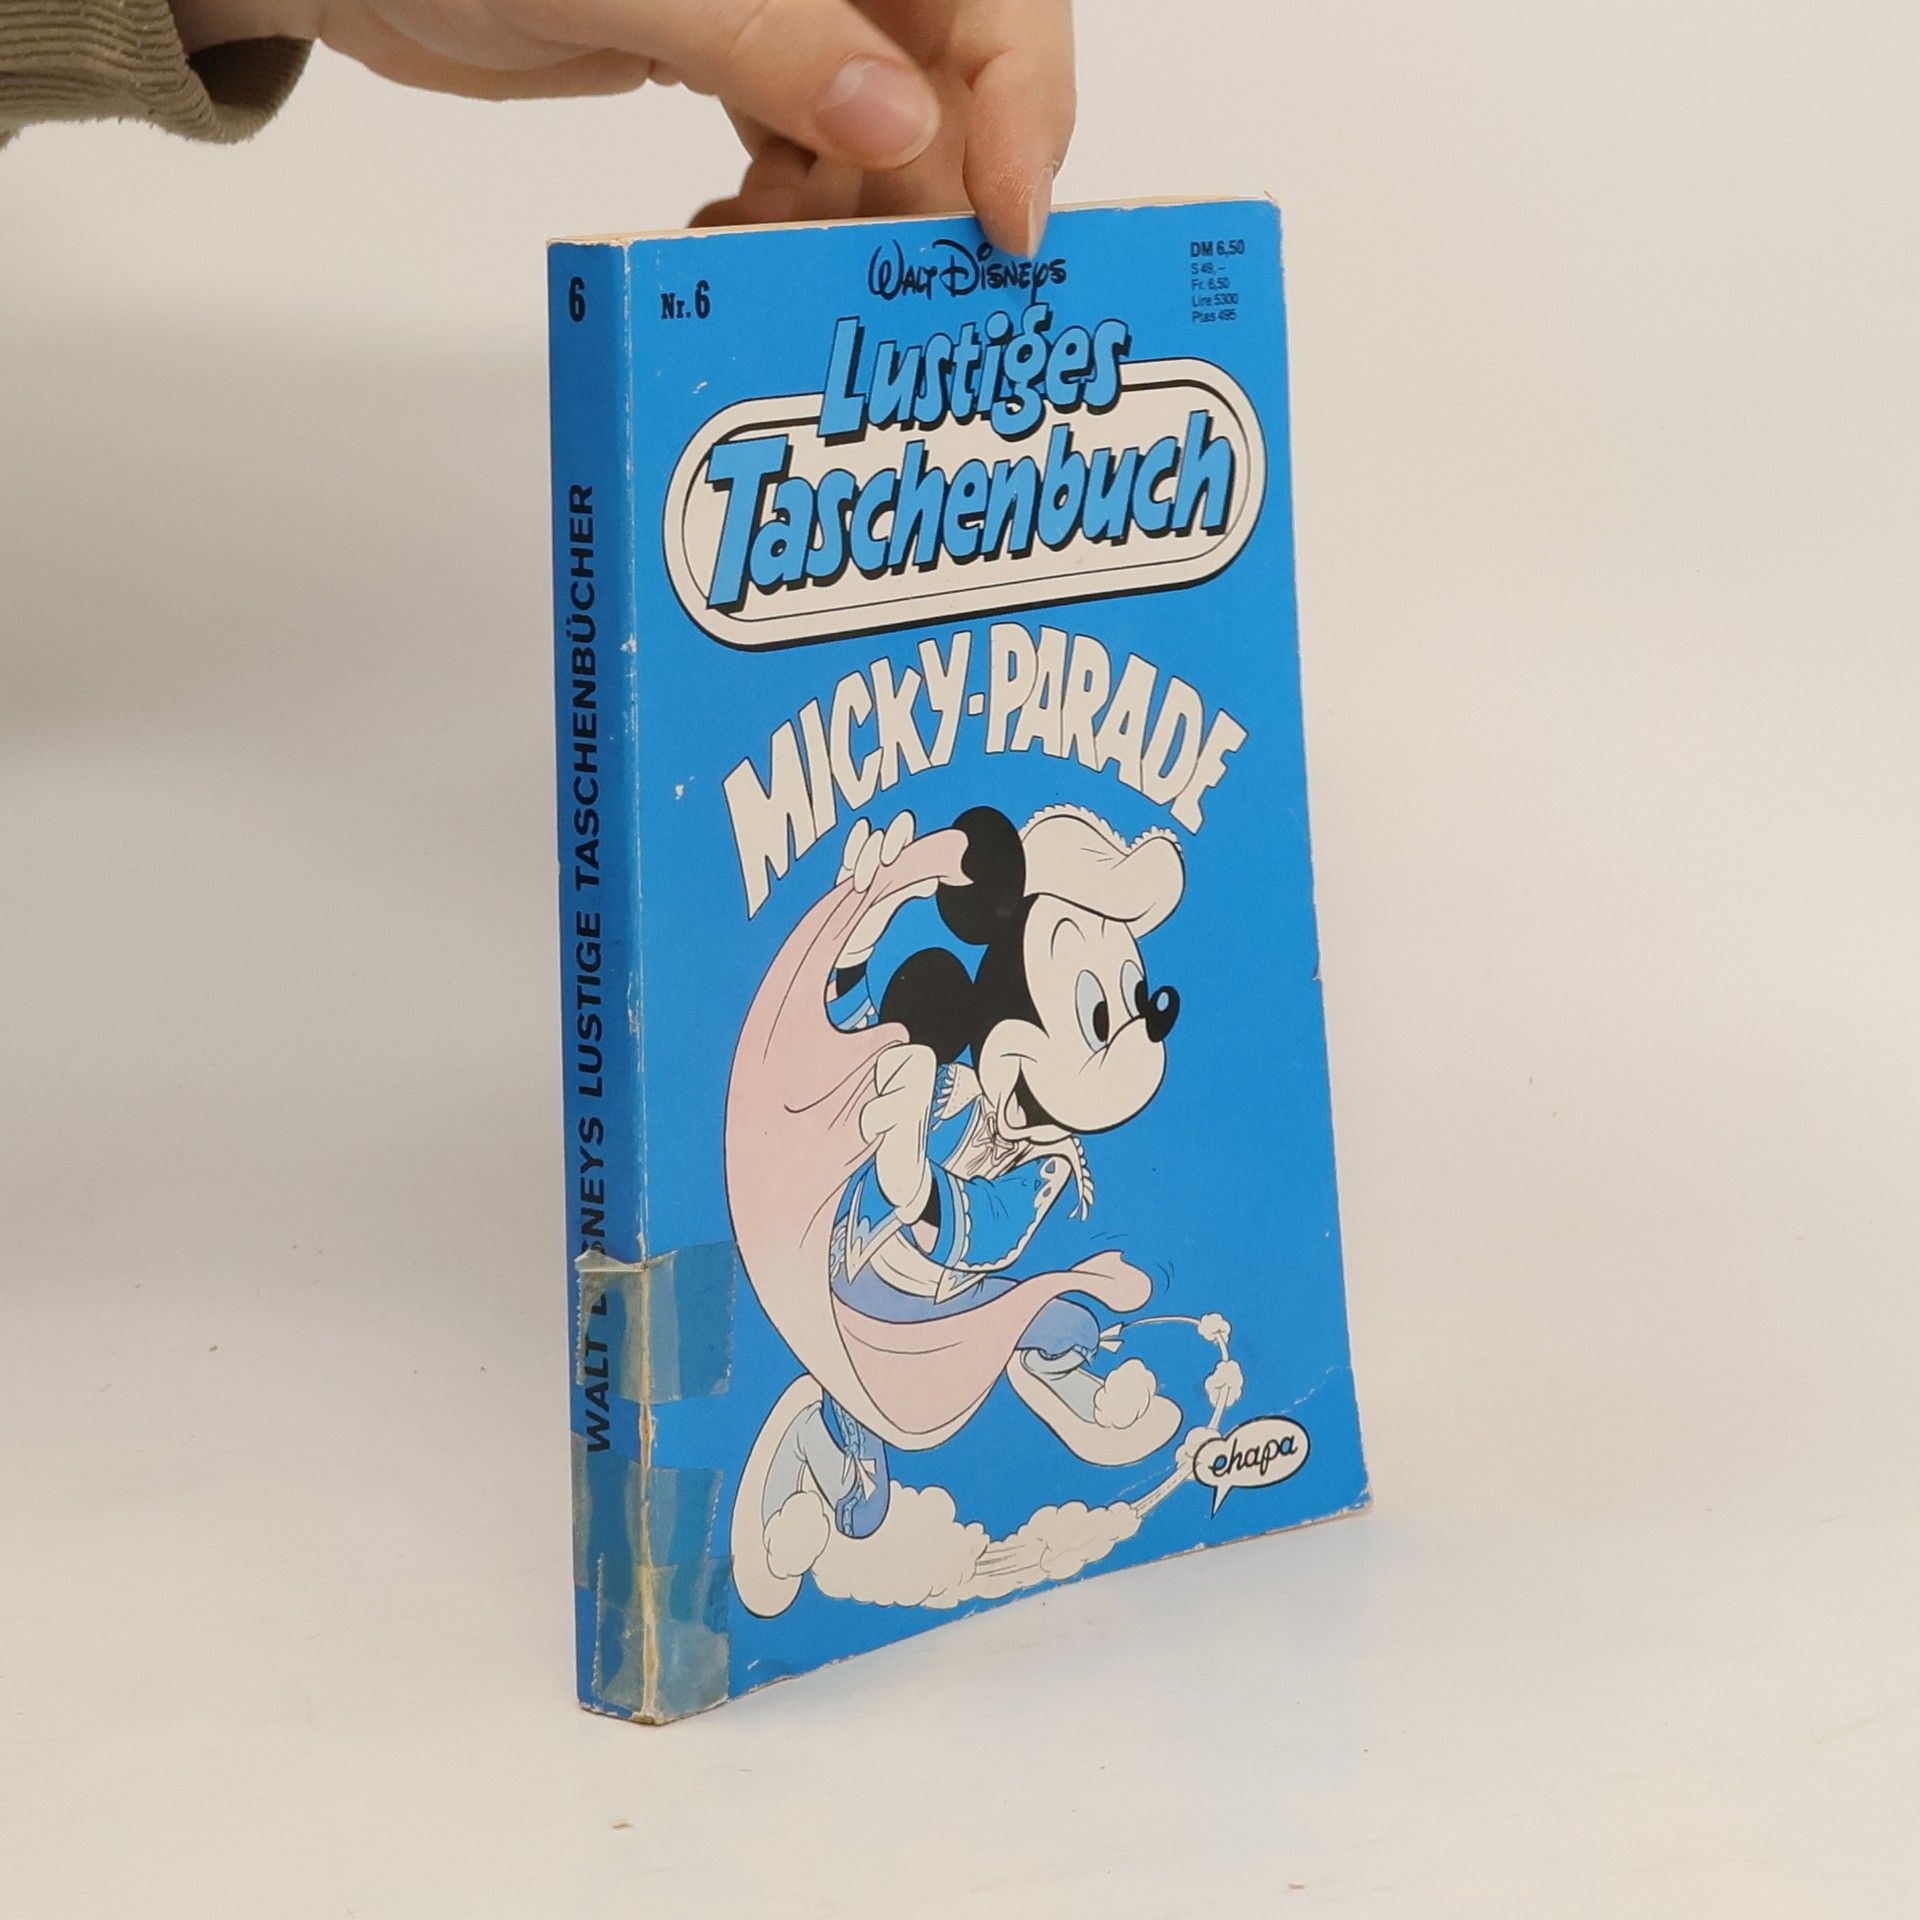 6
WALT DISNEYS LUSTIGE TASCHENBÜCHER
Nr. 6
WALT DISNEYS
DM 6,50
S 49,–
Fr. 6,50
Lire 5300
Ptas 495
Lustiges
Taschenbuch
MICKY-PARADE
ehapa